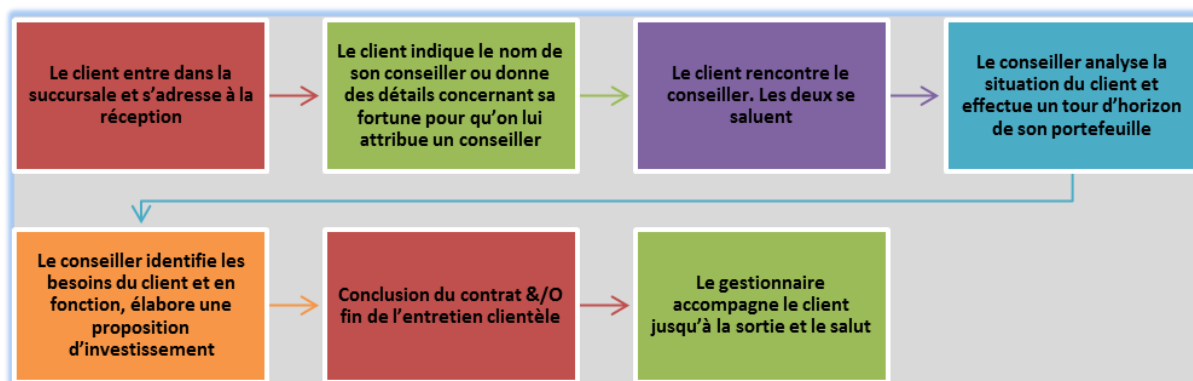 Le client entre dans la
succursale et s’adresse à la
réception
Le client indique le nom de
son conseiller ou donne
des détails concernant sa
fortune pour qu’on lui
attribue un conseiller
Le client rencontre le
conseiller. Les deux se
saluent
Le conseiller analyse la
situation du client et
effectue un tour d’horizon
de son portefeuille
Le conseiller identifie les
besoins du client et en
fonction, élabore une
proposition
d’investissement
Conclusion du contrat &/O
fin de l’entretien clientèle
Le gestionnaire
accompagne le client
jusqu’à la sortie et le salut